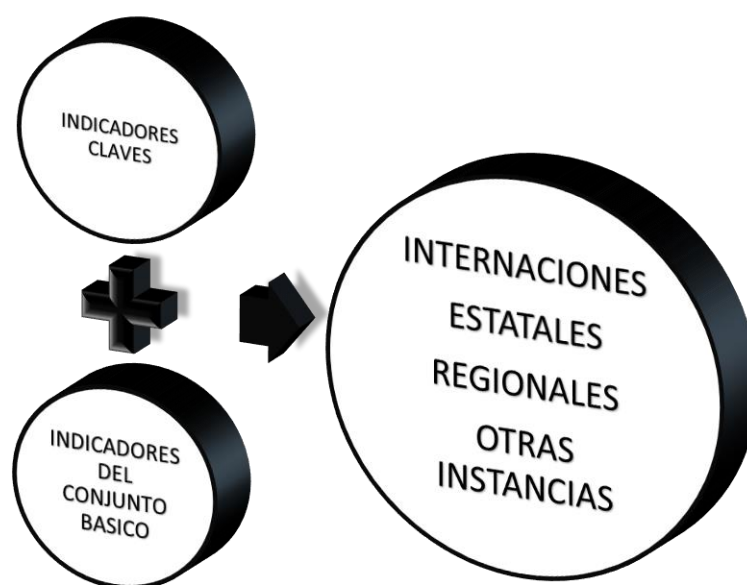 INDICADORES
CLAVES
INDICADORES
DEL
CONJUNTO
BASICO
INTERNACIONES
ESTATALES
REGIONALES
OTRAS
INSTANCIAS